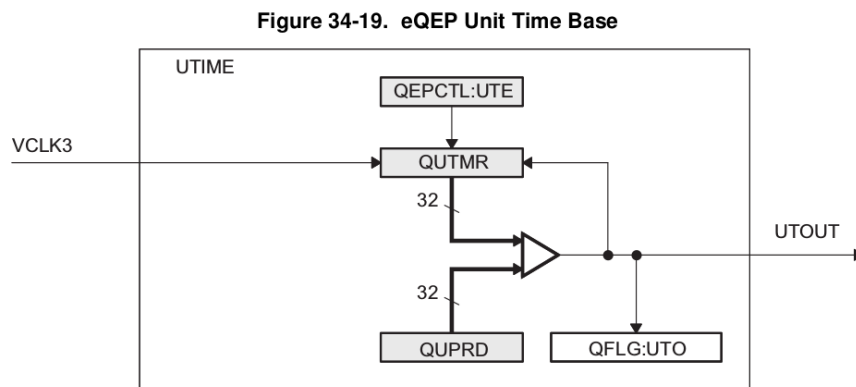 Figure 34-19. eQEP Unit Time Base
UTIME
QEPCTL:UTE
VCLK3
QUTMR
32
UTOUT
32
QUPRD
QFLG:UTO